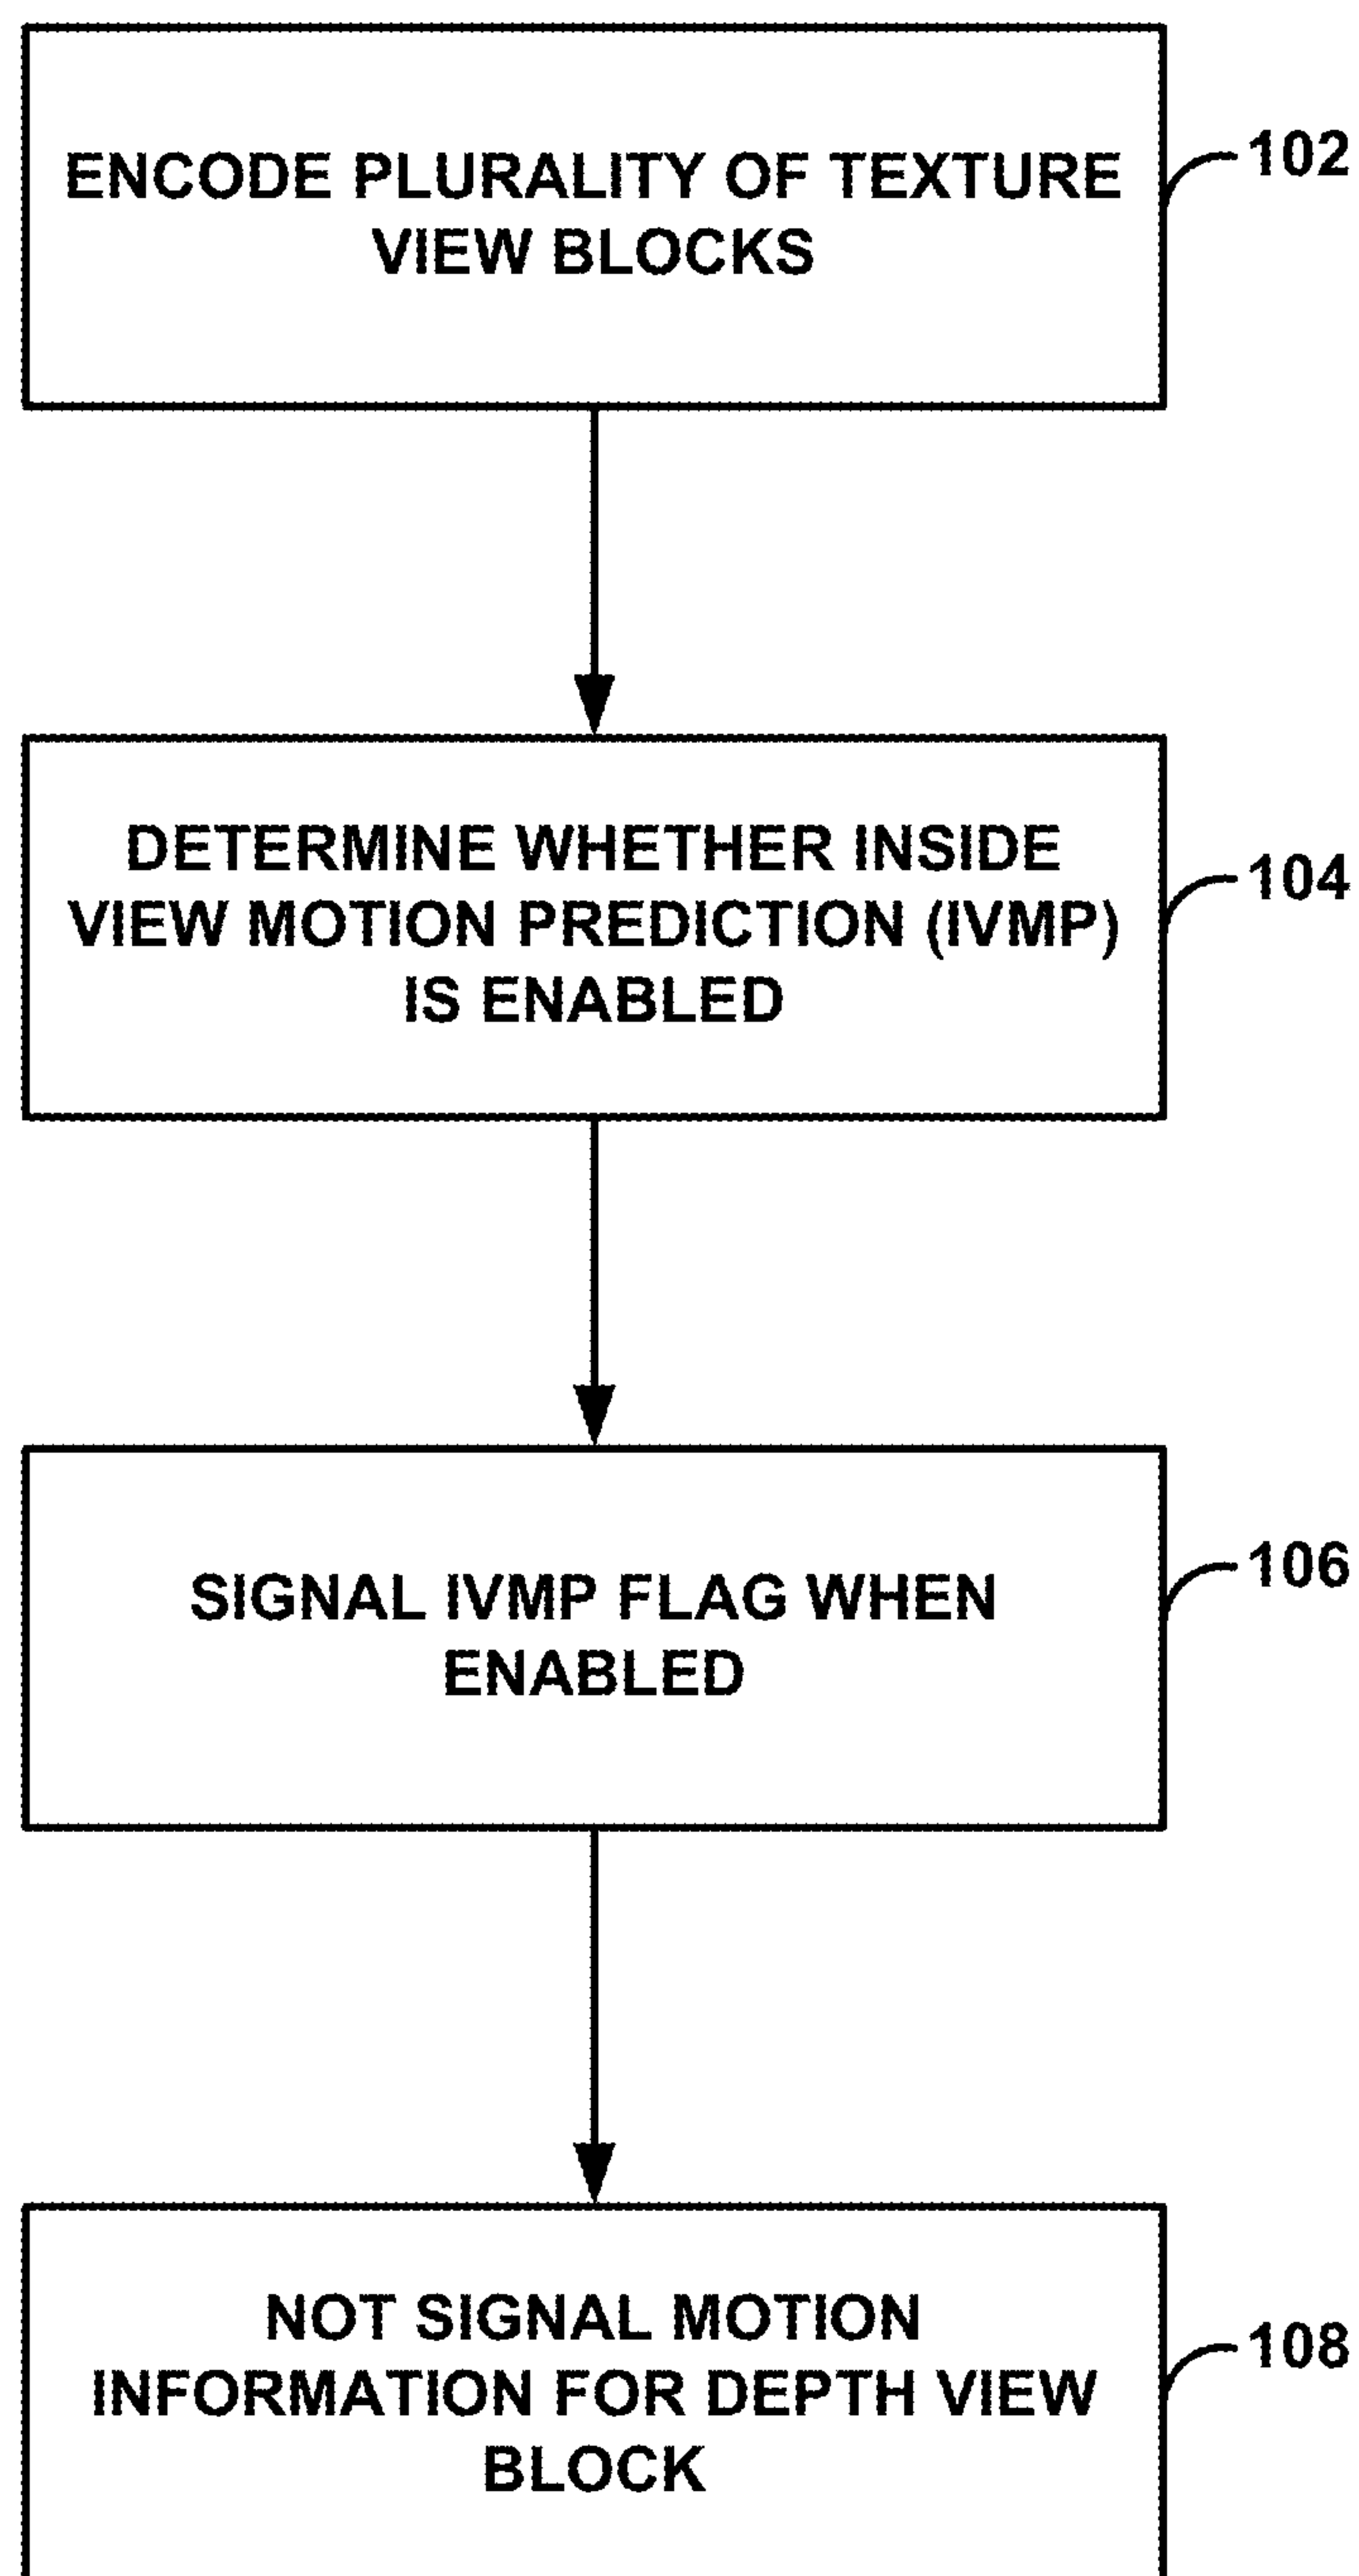 ENCODE PLURALITY OF TEXTURE
VIEW BLOCKS
102
DETERMINE WHETHER INSIDE
VIEW MOTION PREDICTION (IVMP)
IS ENABLED
104
SIGNAL IVMP FLAG WHEN
ENABLED
106
NOT SIGNAL MOTION
INFORMATION FOR DEPTH VIEW
BLOCK
108